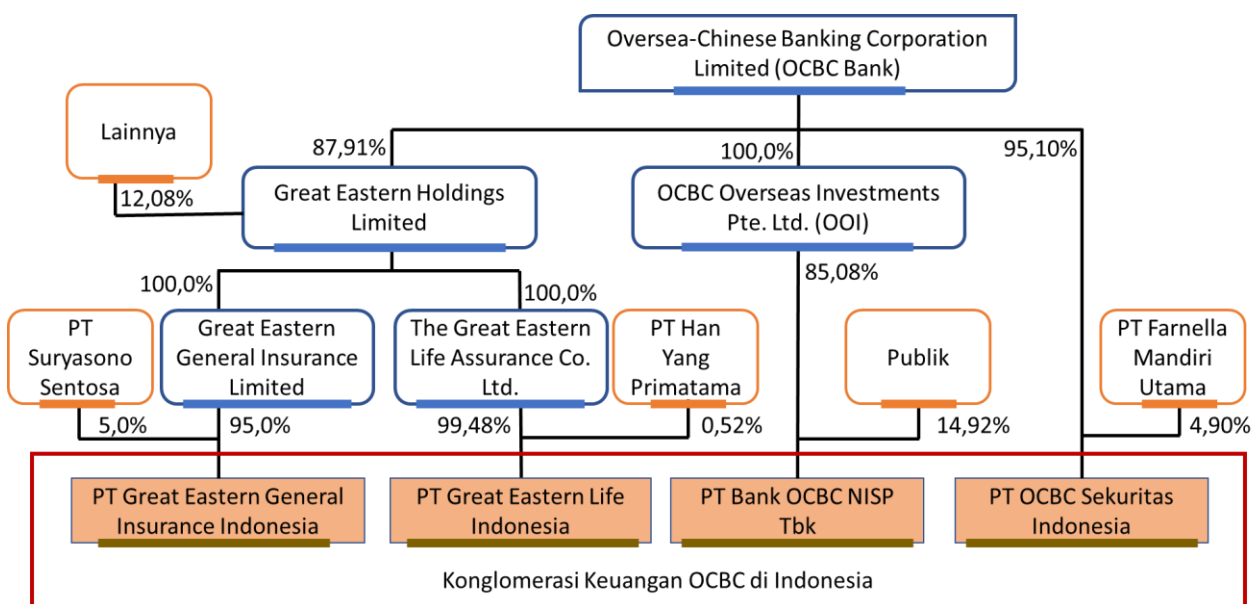 Oversea-Chinese Banking Corporation
Limited (OCBC Bank)
Lainnya
87,91%
100,0%
95,10%
12,08%
Great Eastern Holdings
Limited
OCBC Overseas Investments
Pte. Ltd. (OOI)
100,0%
100,0%
85,08%
PT
Suryasono
Sentosa
Great Eastern
General Insurance
Limited
The Great Eastern
Life Assurance Co.
Ltd.
PT Han
Yang
Primatama
Publik
PT Farnella
Mandiri
Utama
5,0%
95,0%
99,48%
0,52%
14,92%
4,90%
PT Great Eastern General
Insurance Indonesia
PT Great Eastern Life
Indonesia
PT Bank OCBC NISP
Tbk
PT OCBC Sekuritas
Indonesia
Konglomerasi Keuangan OCBC di Indonesia